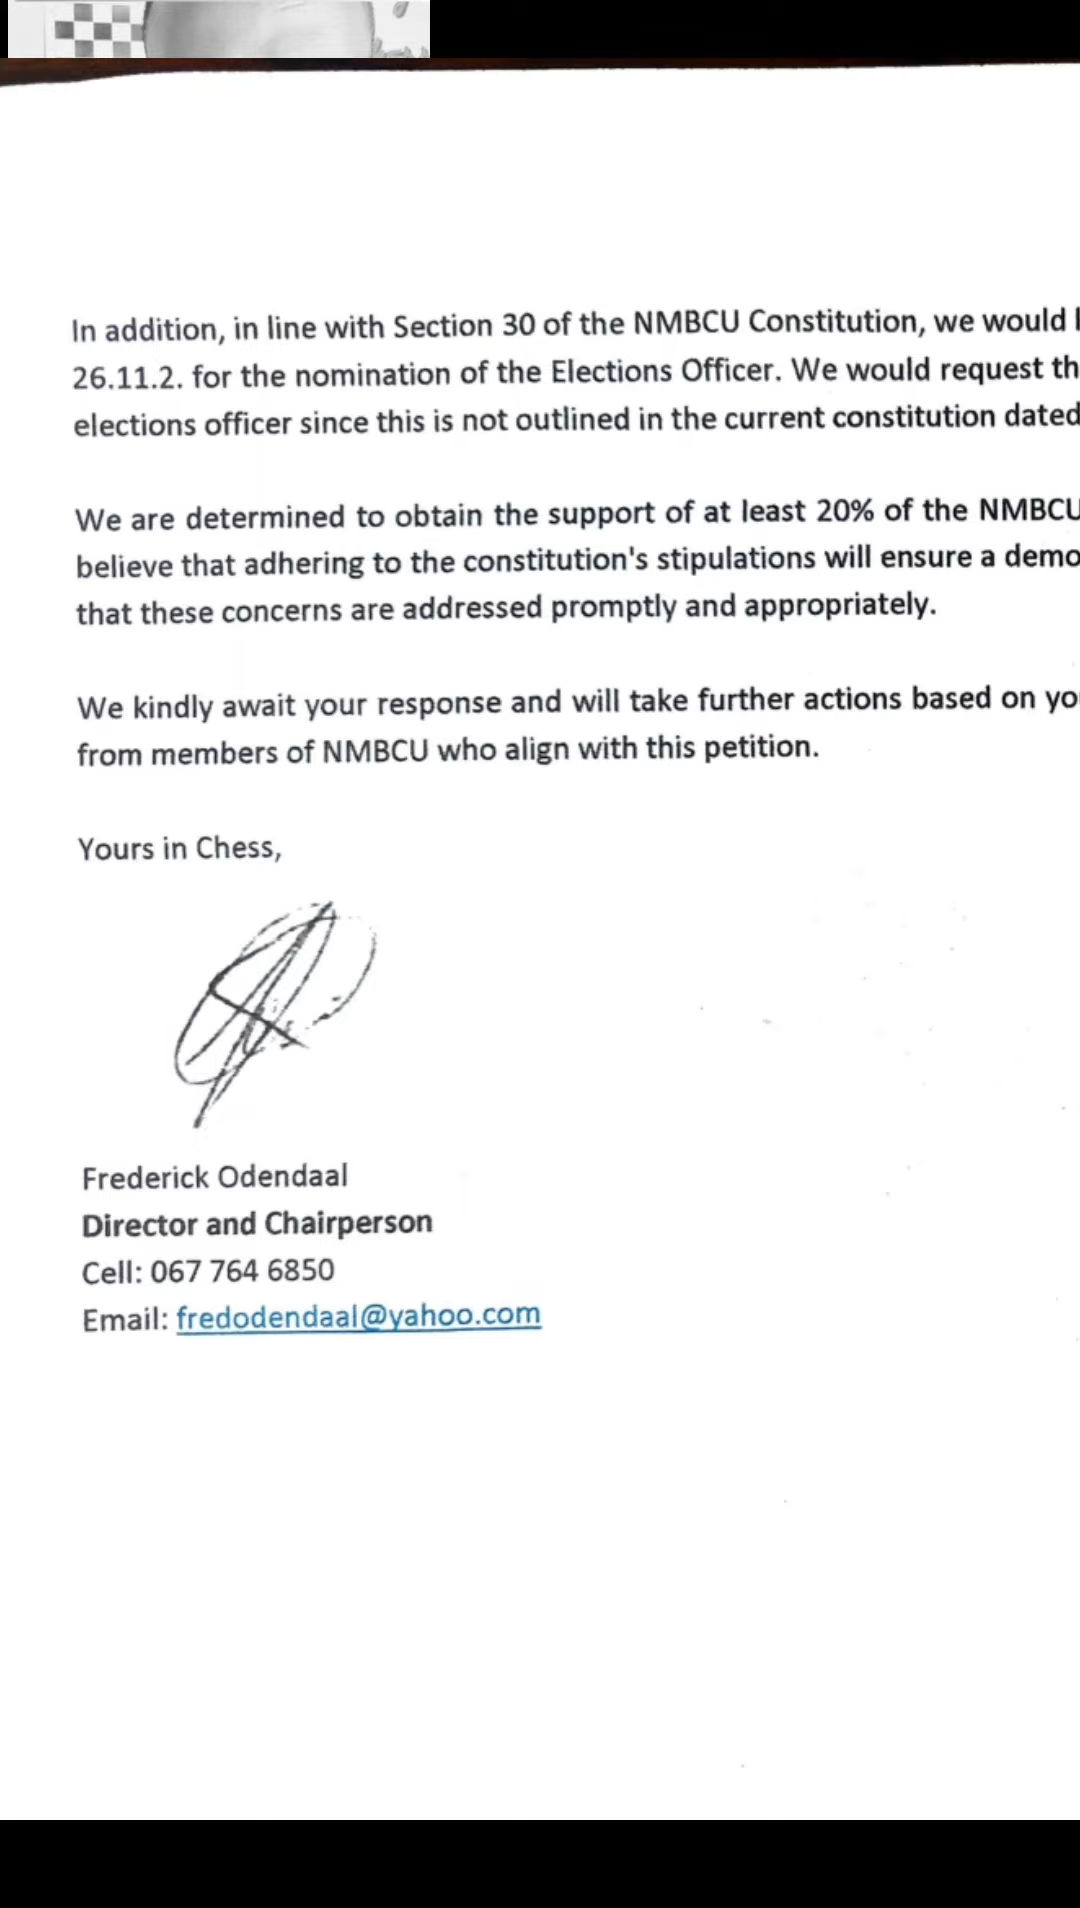 In addition, in line with Section 30 of the NMBCU Constitution, we would
26.11.2. for the nomination of the Elections Officer. We would request
elections officer since this is not outlined in the current constitution dated
We are determined to obtain the support of at least 20% of the NMBCU
believe that adhering to the constitution's stipulations will ensure a
that these concerns are addressed promptly and appropriately.
We kindly await your response and will take further actions based on
from members of NMBCU who align with this petition.
Yours in Chess,
Frederick Odendaal
Director and Chairperson
Cell: 067 764 6850
Email: fredodendaal@yahoo.com